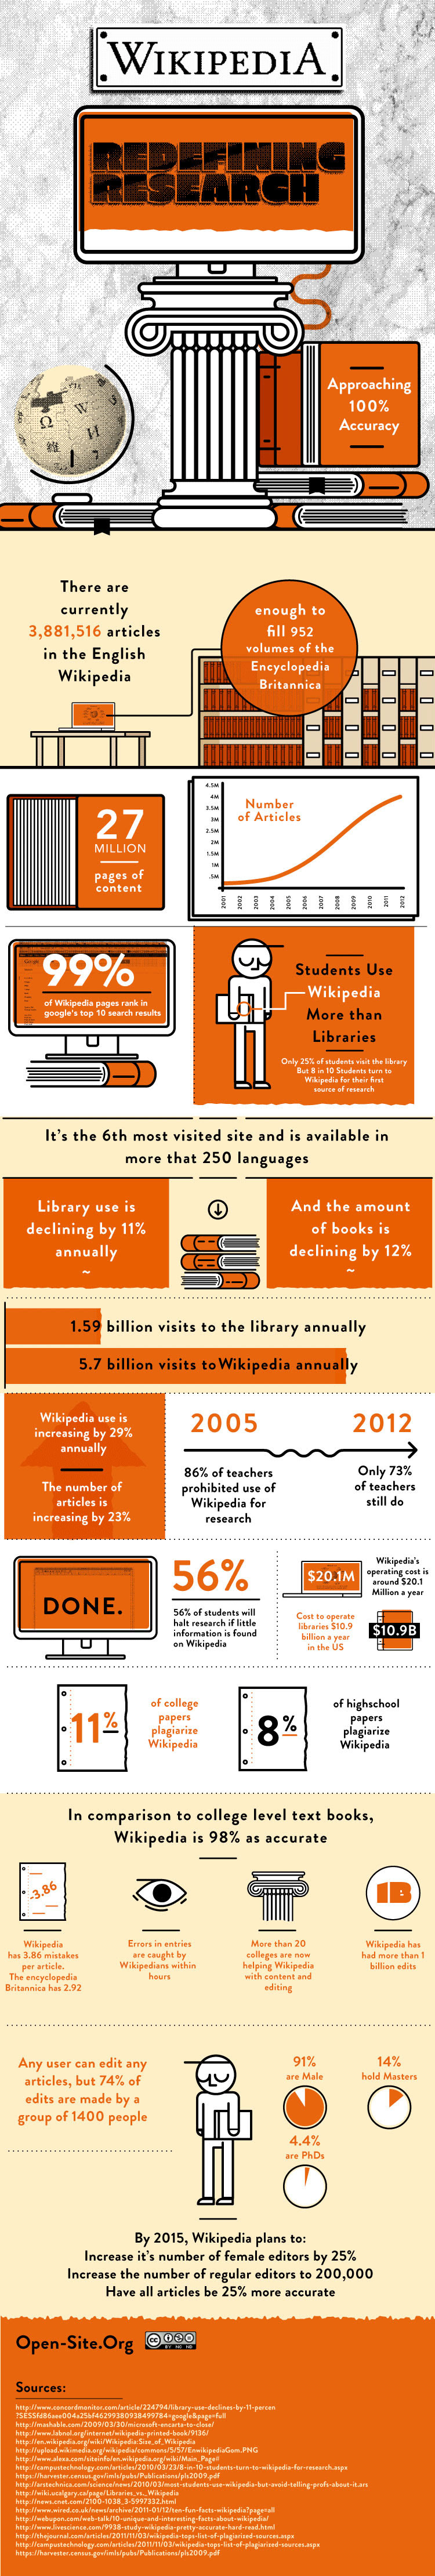 WIKIPEDIA
REDEFINING
RESEARCH
Approaching
100%
Accuracy
There are
currently
3,881,516 articles
in the English
Wikipedia
enough to
fill 952
volumes of the
Encyclopedia
Britannica
27
MILLION
pages of
content
Number
of Articles
4.5M
4M
3.5M
3M
2.5M
2M
1.5M
1M
.5M
2001
2002
2003
2004
2005
2006
2007
2008
2009
2010
2011
2012
99%
of Wikipedia pages rank in
google's top 10 search results
Students Use
Wikipedia
More than
Libraries
Only 25% of students visit the library
But 8 in 10 Students turn to
Wikipedia for their first
source of research
It's the 6th most visited site and is available in
more that 250 languages
Library use is
declining by 11%
annually
~
And the amount
of books is
declining by 12%
~
1.59 billion visits to the library annually
5.7 billion visits to Wikipedia annually
Wikipedia use is
increasing by 29%
annually
The number of
articles is
increasing by 23%
2005
2012
86% of teachers
prohibited use of
Wikipedia for
research
Only 73%
of teachers
still do
DONE.
56%
56% of students will
halt research if little
information is found
on Wikipedia
$20.1M
Wikipedia's
operating cost is
around $20.1
Million a year
Cost to operate
libraries $10.9
billion a year
in the US
$10.9B
11%
of college
papers
plagiarize
Wikipedia
8%
of highschool
papers
plagiarize
Wikipedia
In comparison to college level text books,
Wikipedia is 98% as accurate
-3.86
Wikipedia
has 3.86 mistakes
per article.
The encyclopedia
Britannica has 2.92
Errors in entries
are caught by
Wikipedians within
hours
More than 20
colleges are now
helping Wikipedia
with content and
editing
1B
Wikipedia has
had more than 1
billion edits
Any user can edit any
articles, but 74% of
edits are made by a
group of 1400 people
91%
are Male
14%
hold Masters
4.4%
are PhDs
By 2015, Wikipedia plans to:
Increase it's number of female editors by 25%
Increase the number of regular editors to 200,000
Have all articles be 25% more accurate
Open-Site.Org
BY NC ND
Sources:
http://www.concordmonitor.com/article/224794/library-use-declines-by-11-percen
?SESSfd86aee004a25bf46299380938499784=google&page=full
http://mashable.com/2009/03/30/microsoft-encarta-to-close/
http://www.labnol.org/internet/wikipedia-printed-book/9136/
http://en.wikipedia.org/wiki/Wikipedia:Size_of_Wikipedia
http://upload.wikimedia.org/wikipedia/commons/5/57/EnwikipediaGom.PNG
http://www.alexa.com/siteinfo/en.wikipedia.org/wiki/Main_Page#
http://campustechnology.com/articles/2010/03/23/8-in-10-students-turn-to-wikipedia-for-research.aspx
https://harvester.census.gov/imls/pubs/Publications/pls2009.pdf
http://arstechnica.com/science/news/2010/03/most-students-use-wikipedia-but-avoid-telling-profs-about-it.ars
http://wiki.ucalgary.ca/page/Libraries_vs._Wikipedia
http://news.cnet.com/2100-1038_3-5997332.html
http://www.wired.co.uk/news/archive/2011-01/12/ten-fun-facts-wikipedia?page=all
http://webupon.com/web-talk/10-unique-and-interesting-facts-about-wikipedia/
http://www.livescience.com/9938-study-wikipedia-pretty-accurate-hard-read.html
http://thejournal.com/articles/2011/11/03/wikipedia-tops-list-of-plagiarized-sources.aspx
http://campustechnology.com/articles/2011/11/03/wikipedia-tops-list-of-plagiarized-sources.aspx
https://harvester.census.gov/imls/pubs/Publications/pls2009.pdf